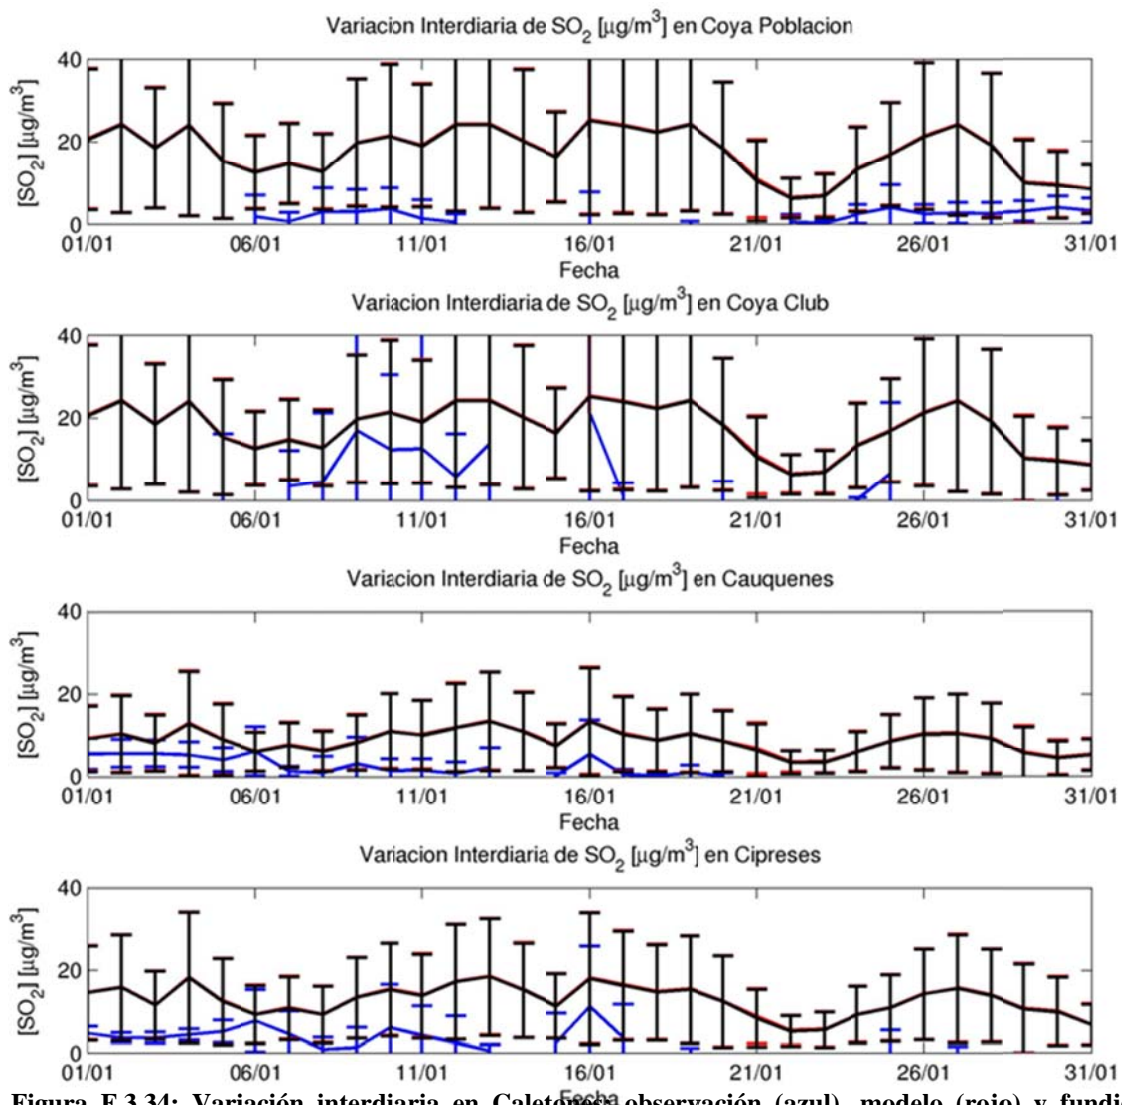 Variacion Interdiaria de SO2 [µg/m3] en Coya Poblacion
[SO2] [µg/m3]
40
20
0
01/01 06/01 11/01 16/01 21/01 26/01 31/01
Fecha
Variacion Interdiaria de SO2 [µg/m3] en Coya Club
[SO2] [µg/m3]
40
20
0
01/01 06/01 11/01 16/01 21/01 26/01 31/01
Fecha
Variacion Interdiaria de SO2 [µg/m3] en Cauquenes
[SO2] [µg/m3]
40
20
0
01/01 06/01 11/01 16/01 21/01 26/01 31/01
Fecha
Variacion Interdiaria de SO2 [µg/m3] en Cipreses
[SO2] [µg/m3]
40
20
0
01/01 06/01 11/01 16/01 21/01 26/01 31/01
Fecha
Figura F.3.34: Variación interdiaria en Caletones: observación (azul), modelo (rojo) y fundi